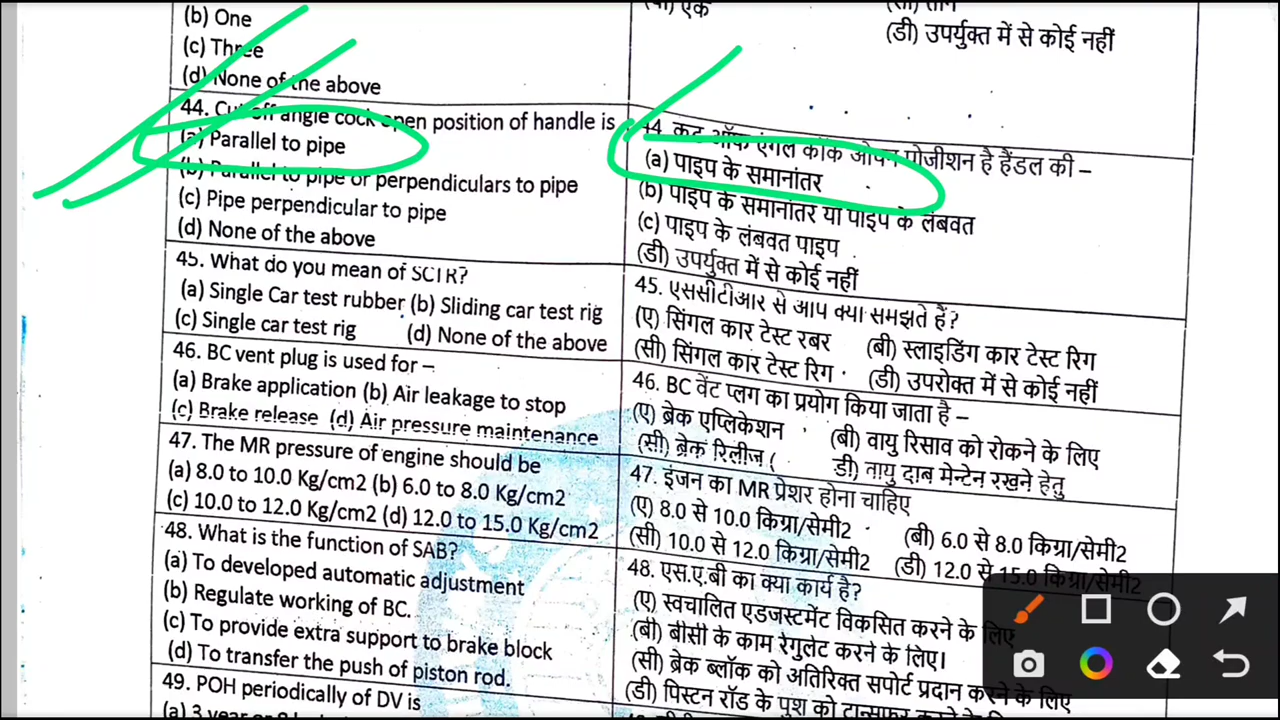 (b) One
(c) Three
(d) None of the above
44. Cut off angle cock open position of handle is
(a) Parallel to pipe
(b) Parallel to pipe or perpendiculars to pipe
(c) Pipe perpendicular to pipe
(d) None of the above
45. What do you mean of SCTR?
(a) Single Car test rubber (b) Sliding car test rig
(c) Single car test rig (d) None of the above
46. BC vent plug is used for –
(a) Brake application (b) Air leakage to stop
(c) Brake release (d) Air pressure maintenance
47. The MR pressure of engine should be
(a) 8.0 to 10.0 Kg/cm2 (b) 6.0 to 8.0 Kg/cm2
(c) 10.0 to 12.0 Kg/cm2 (d) 12.0 to 15.0 Kg/cm2
48. What is the function of SAB?
(a) To developed automatic adjustment
(b) Regulate working of BC.
(c) To provide extra support to brake block
(d) To transfer the push of piston rod.
49. POH periodically of DV is
एक
(डी) उपर्युक्त में से कोई नहीं
44. कट ऑफ एंगल कॉक ओपन पोजीशन है हैंडल की –
(a) पाइप के समानांतर
(b) पाइप के समानांतर या पाइप के लंबवत
(c) पाइप के लंबवत पाइप
(डी) उपर्युक्त में से कोई नहीं
45. एससीटीआर से आप क्या समझते हैं?
(ए) सिंगल कार टेस्ट रबर (बी) स्लाइडिंग कार टेस्ट रिग
(सी) सिंगल कार टेस्ट रिग (डी) उपरोक्त में से कोई नहीं
46. BC वेंट प्लग का प्रयोग किया जाता है –
(ए) ब्रेक एप्लिकेशन (बी) वायु रिसाव को रोकने के लिए
(सी) ब्रेक रिलीज ( डी) वायु दाब मेन्टेन रखने हेतु
47. इंजन का MR प्रेशर होना चाहिए
(ए) 8.0 से 10.0 किग्रा/सेमी2 (बी) 6.0 से 8.0 किग्रा/सेमी2
(सी) 10.0 से 12.0 किग्रा/सेमी2 (डी) 12.0 से 15.0 किग्रा/सेमी2
48. एस.ए.बी का क्या कार्य है?
(ए) स्वचालित एडजस्टमेंट विकसित करने के लिए
(बी) बीसी के काम रेगुलेट करने के लिए।
(सी) ब्रेक ब्लॉक को अतिरिक्त सपोर्ट प्रदान करने के लिए
(डी) पिस्टन रॉड के पुश को